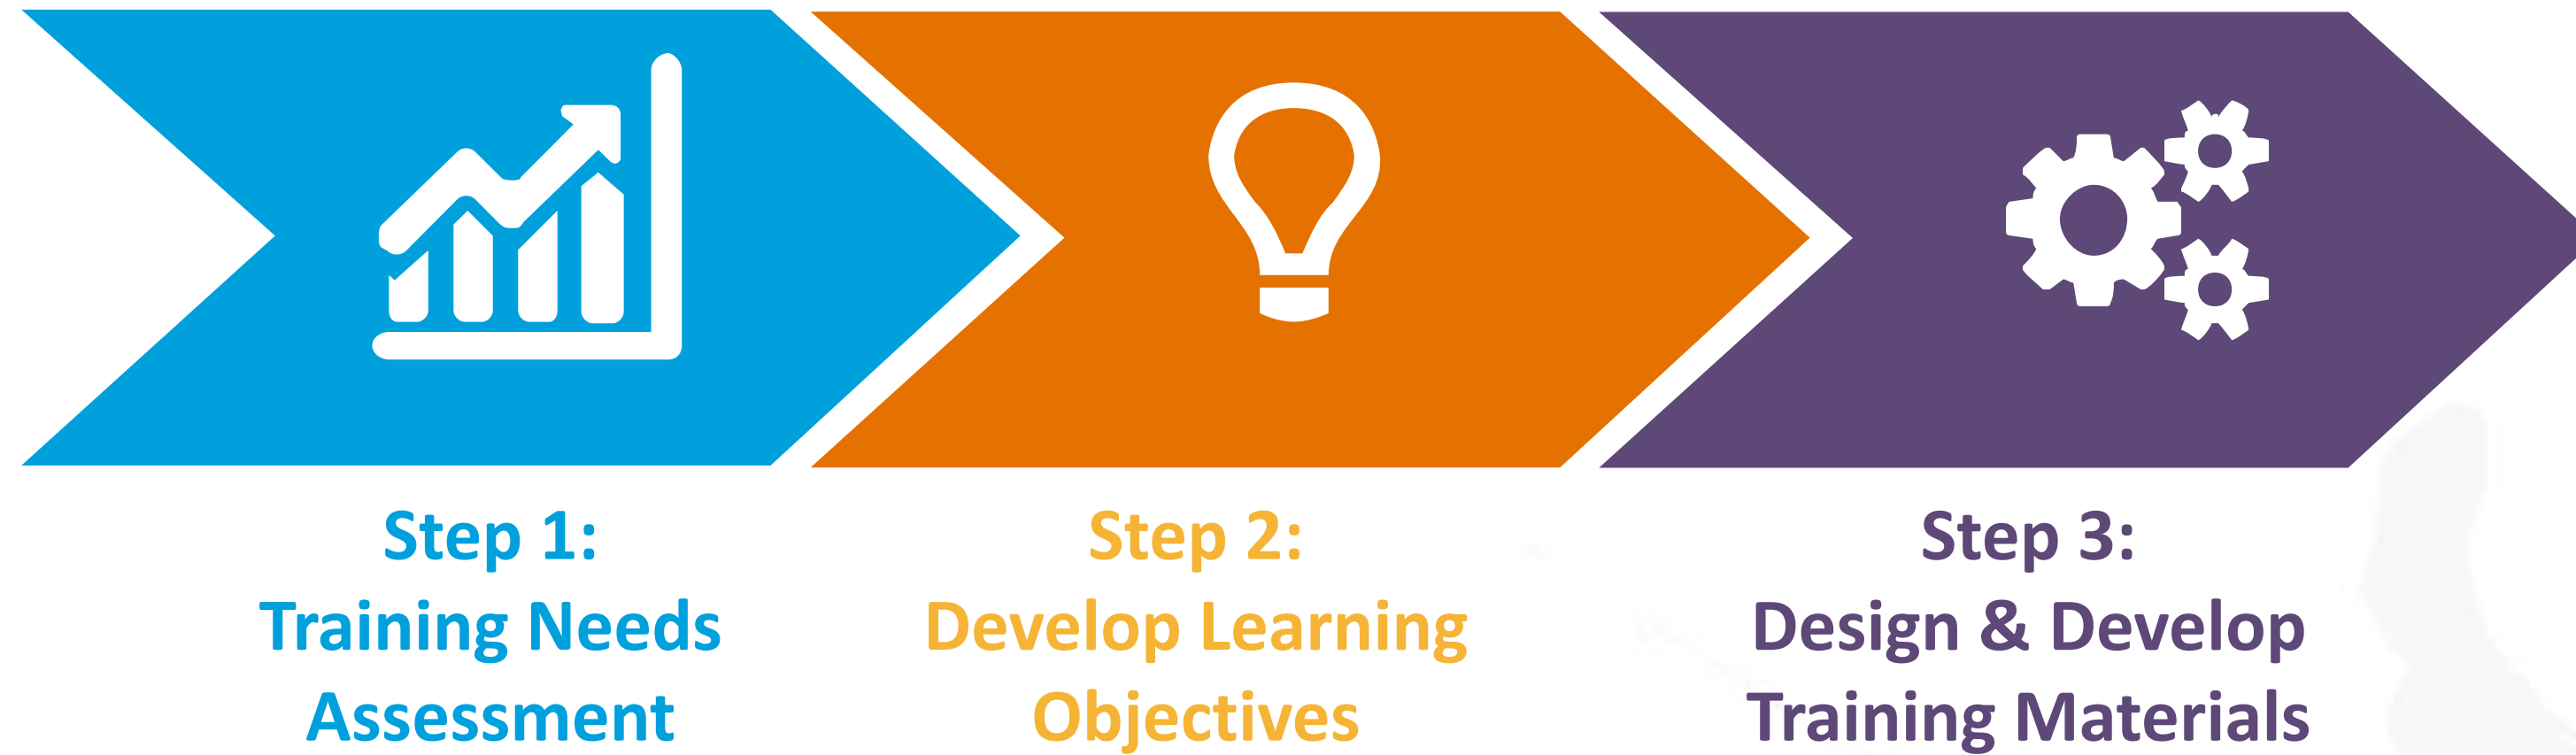 Step 1:
Training Needs
Assessment
Step 2:
Develop Learning
Objectives
Step 3:
Design & Develop
Training Materials